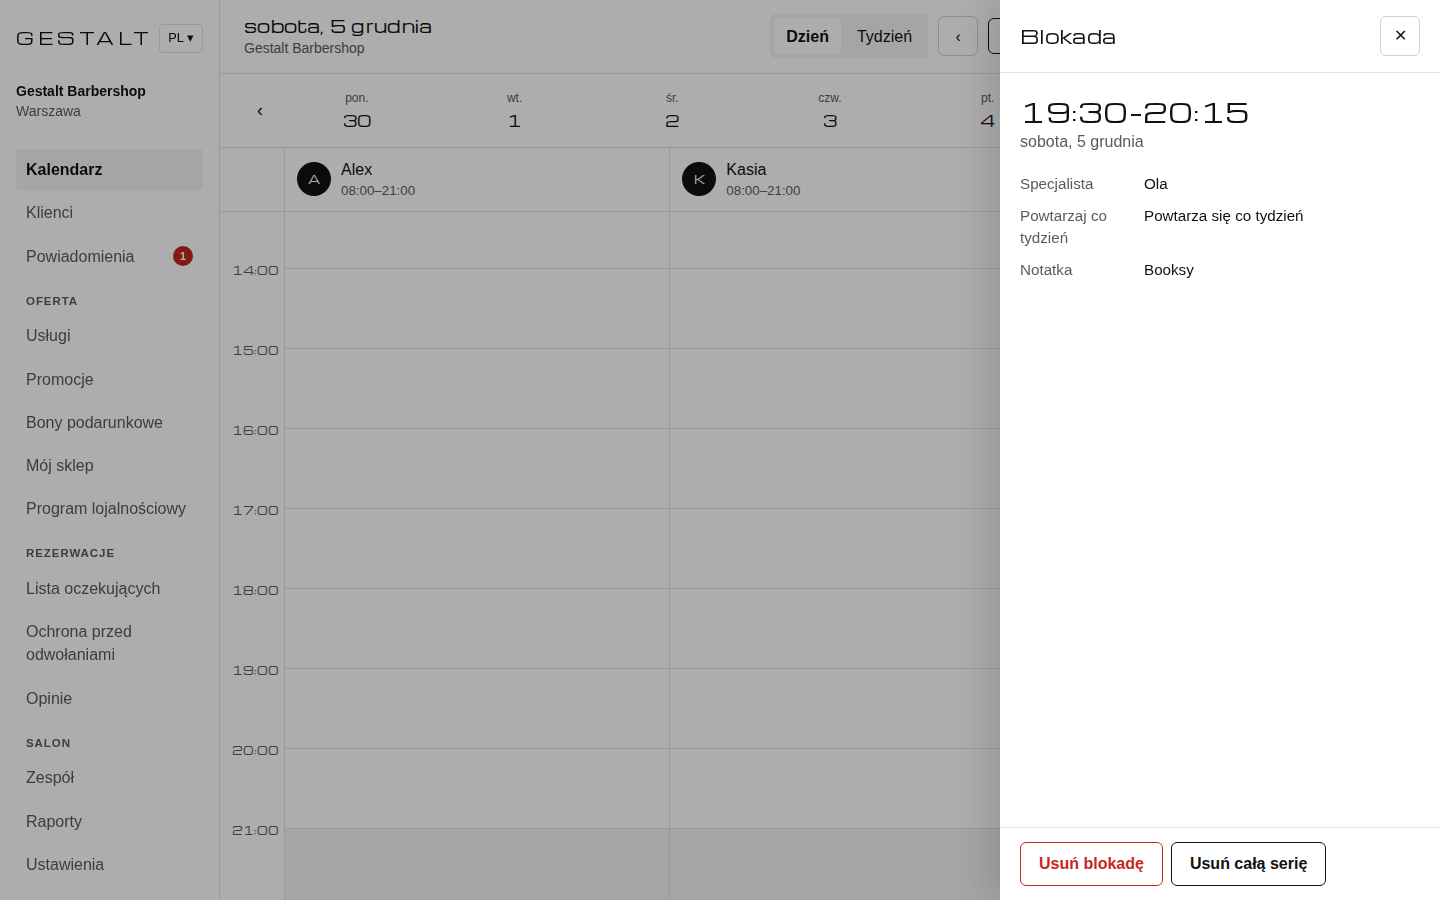 GESTALT
PL ▾
Gestalt Barbershop
Warszawa
Kalendarz
Klienci
Powiadomienia
1
OFERTA
Usługi
Promocje
Bony podarunkowe
Mój sklep
Program lojalnościowy
REZERWACJE
Lista oczekujących
Ochrona przed
odwołaniami
Opinie
SALON
Zespół
Raporty
Ustawienia
sobota, 5 grudnia
Gestalt Barbershop
Dzień
Tydzień
‹
‹
pon.
30
wt.
1
śr.
2
czw.
3
pt.
4
A
Alex
08:00–21:00
K
Kasia
08:00–21:00
14:00
15:00
16:00
17:00
18:00
19:00
20:00
21:00
Blokada
✕
19:30–20:15
sobota, 5 grudnia
Specjalista
Ola
Powtarzaj co
tydzień
Powtarza się co tydzień
Notatka
Booksy
Usuń blokadę
Usuń całą serię